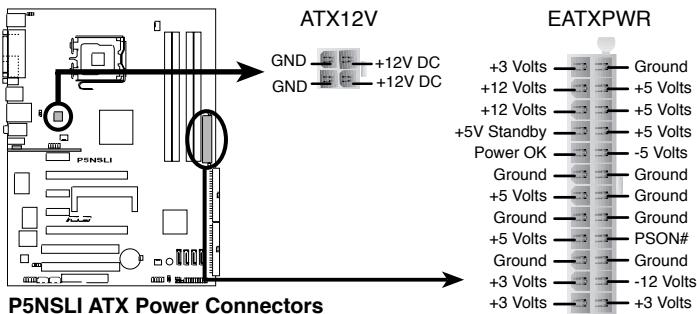 ATX12V
GND
+12V DC
GND
+12V DC
EATXPWR
+3 Volts
Ground
+12 Volts
+5 Volts
+12 Volts
+5 Volts
+5V Standby
+5 Volts
Power OK
-5 Volts
Ground
Ground
+5 Volts
Ground
Ground
Ground
+5 Volts
PSON#
Ground
Ground
+3 Volts
-12 Volts
+3 Volts
+3 Volts
P5NSLI
P5NSLI ATX Power Connectors